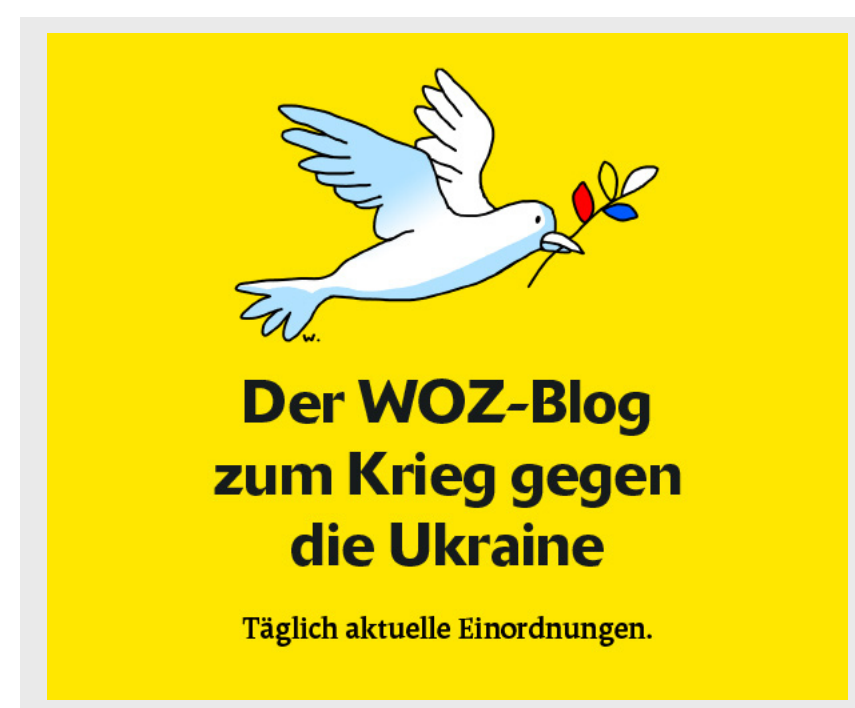 w.
Der WOZ-Blog
zum Krieg gegen
die Ukraine
Täglich aktuelle Einordnungen.